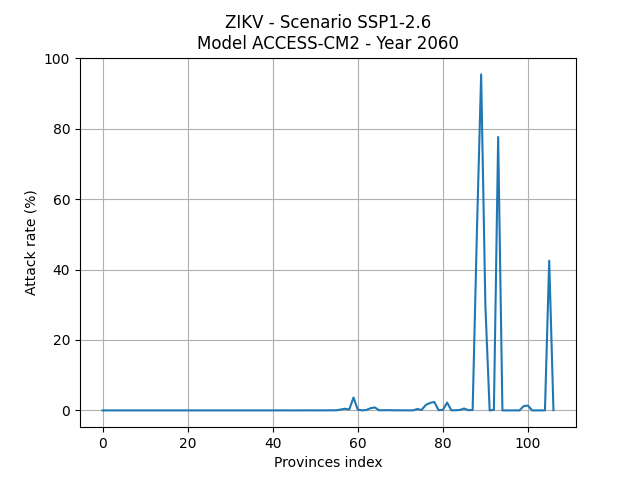 ZIKV - Scenario SSP1-2.6
Model ACCESS-CM2 - Year 2060
100
80
60
40
20
0
Attack rate (%)
0 20 40 60 80 100
Provinces index